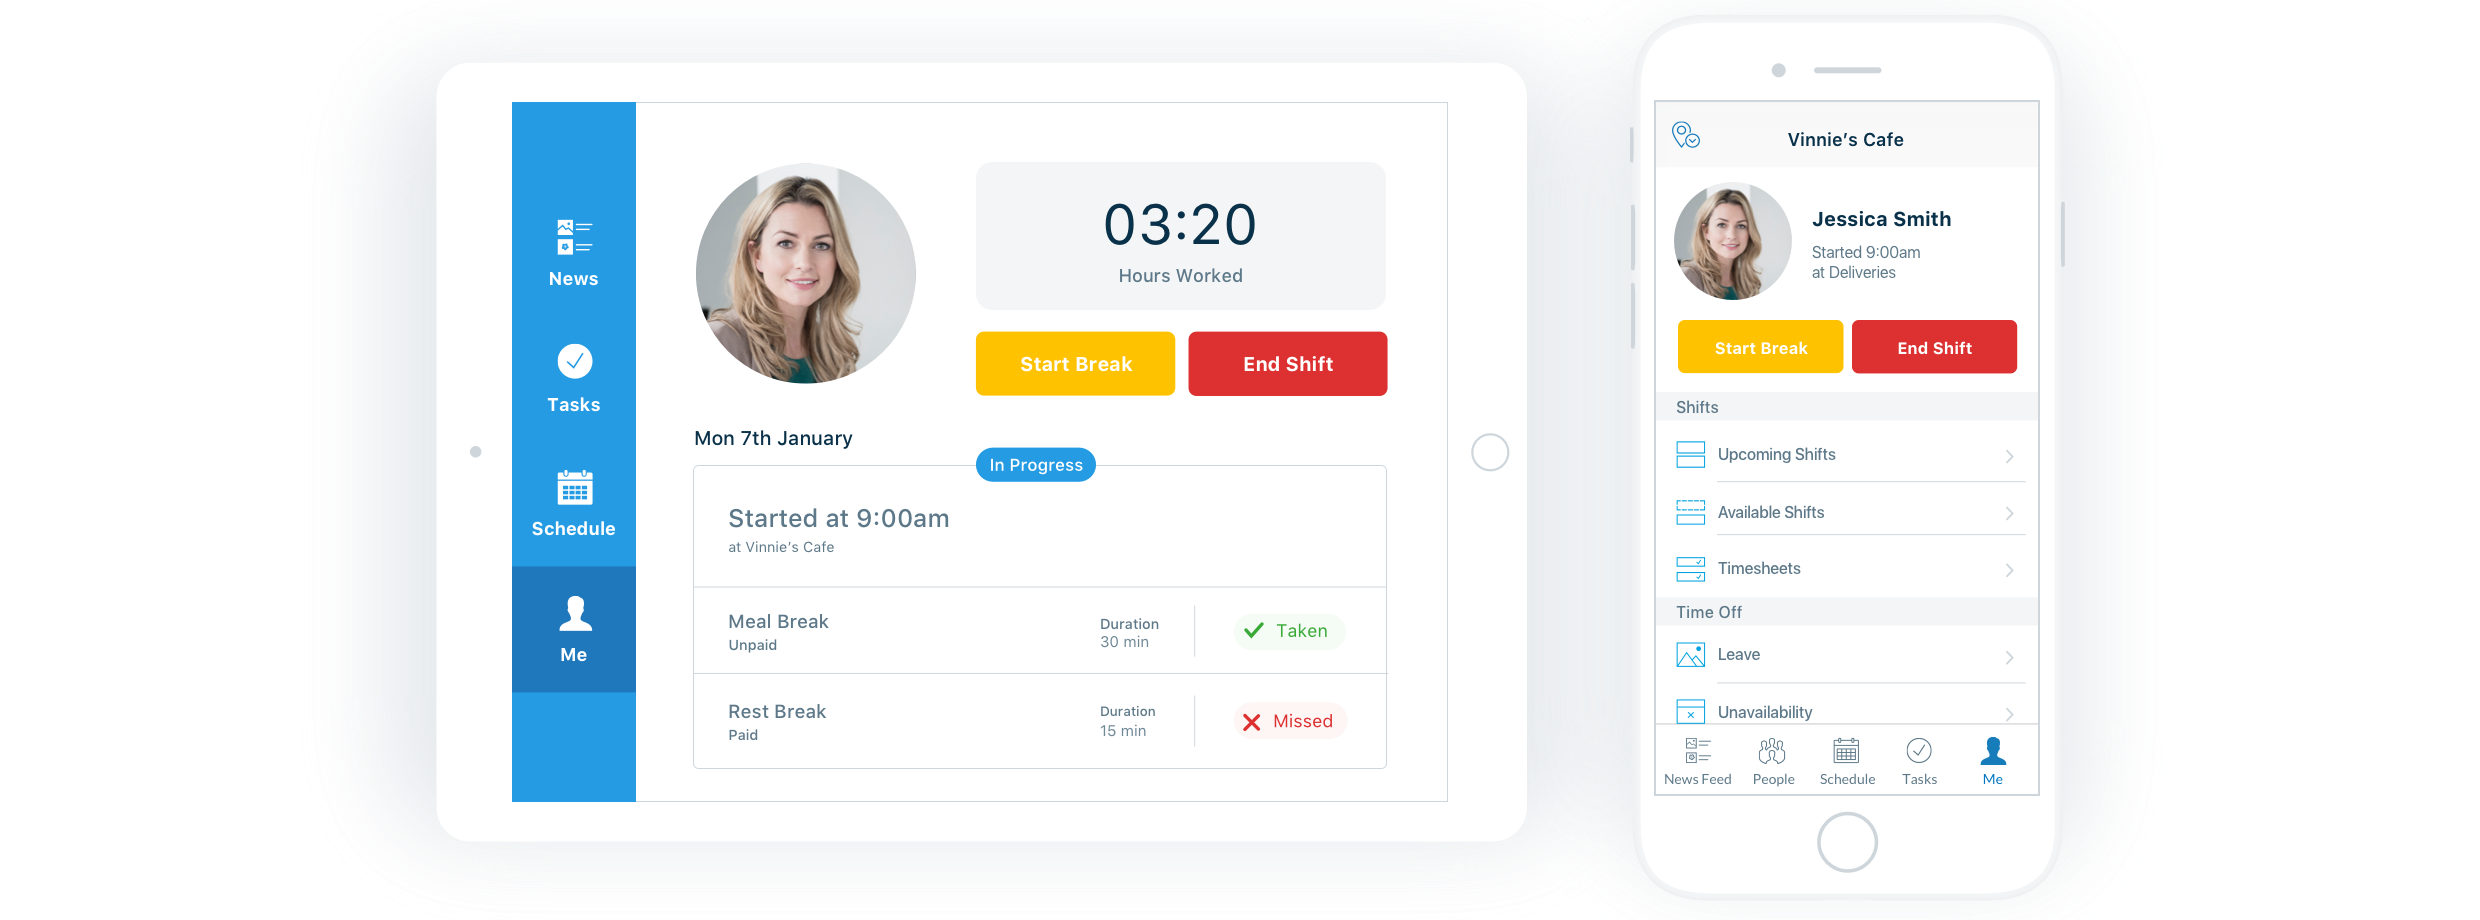 News
Tasks
Schedule
Me
03:20
Hours Worked
Start Break
End Shift
Mon 7th January
In Progress
Started at 9:00am
at Vinnie's Cafe
Meal Break
Unpaid
Duration
30 min
Taken
Rest Break
Paid
Duration
15 min
Missed
Vinnie's Cafe
Jessica Smith
Started 9:00am
at Deliveries
Start Break
End Shift
Shifts
Upcoming Shifts
Available Shifts
Timesheets
Time Off
Leave
Unavailability
News Feed
People
Schedule
Tasks
Me